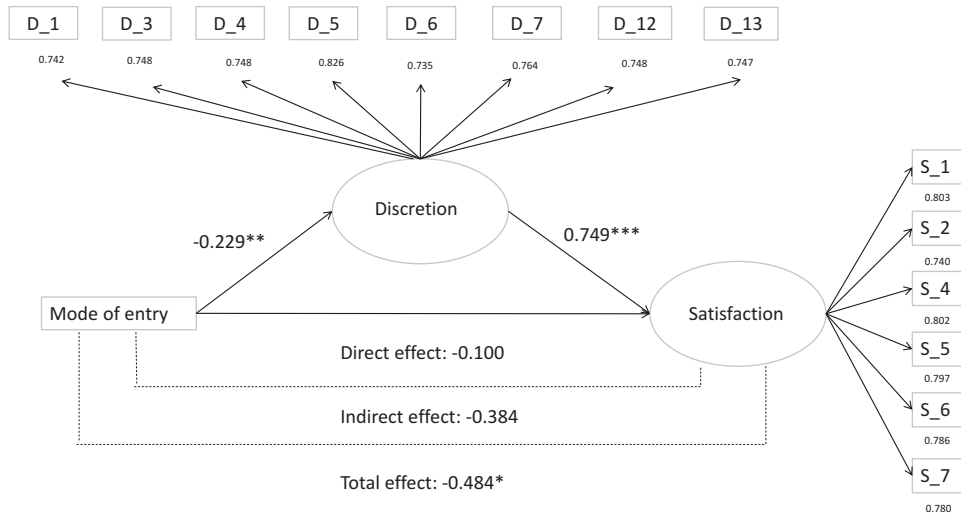 D_1 D_3 D_4 D_5 D_6 D_7 D_12 D_13
0.742 0.748 0.748 0.826 0.735 0.764 0.748 0.747
S_1
0.803
Discretion
S_2
-0.229** 0.749***
0.740
S_4
Mode of entry Satisfaction
0.802
S_5
Direct effect: -0.100
0.797
S_6
Indirect effect: -0.384
0.786
S_7
Total effect: -0.484*
0.780